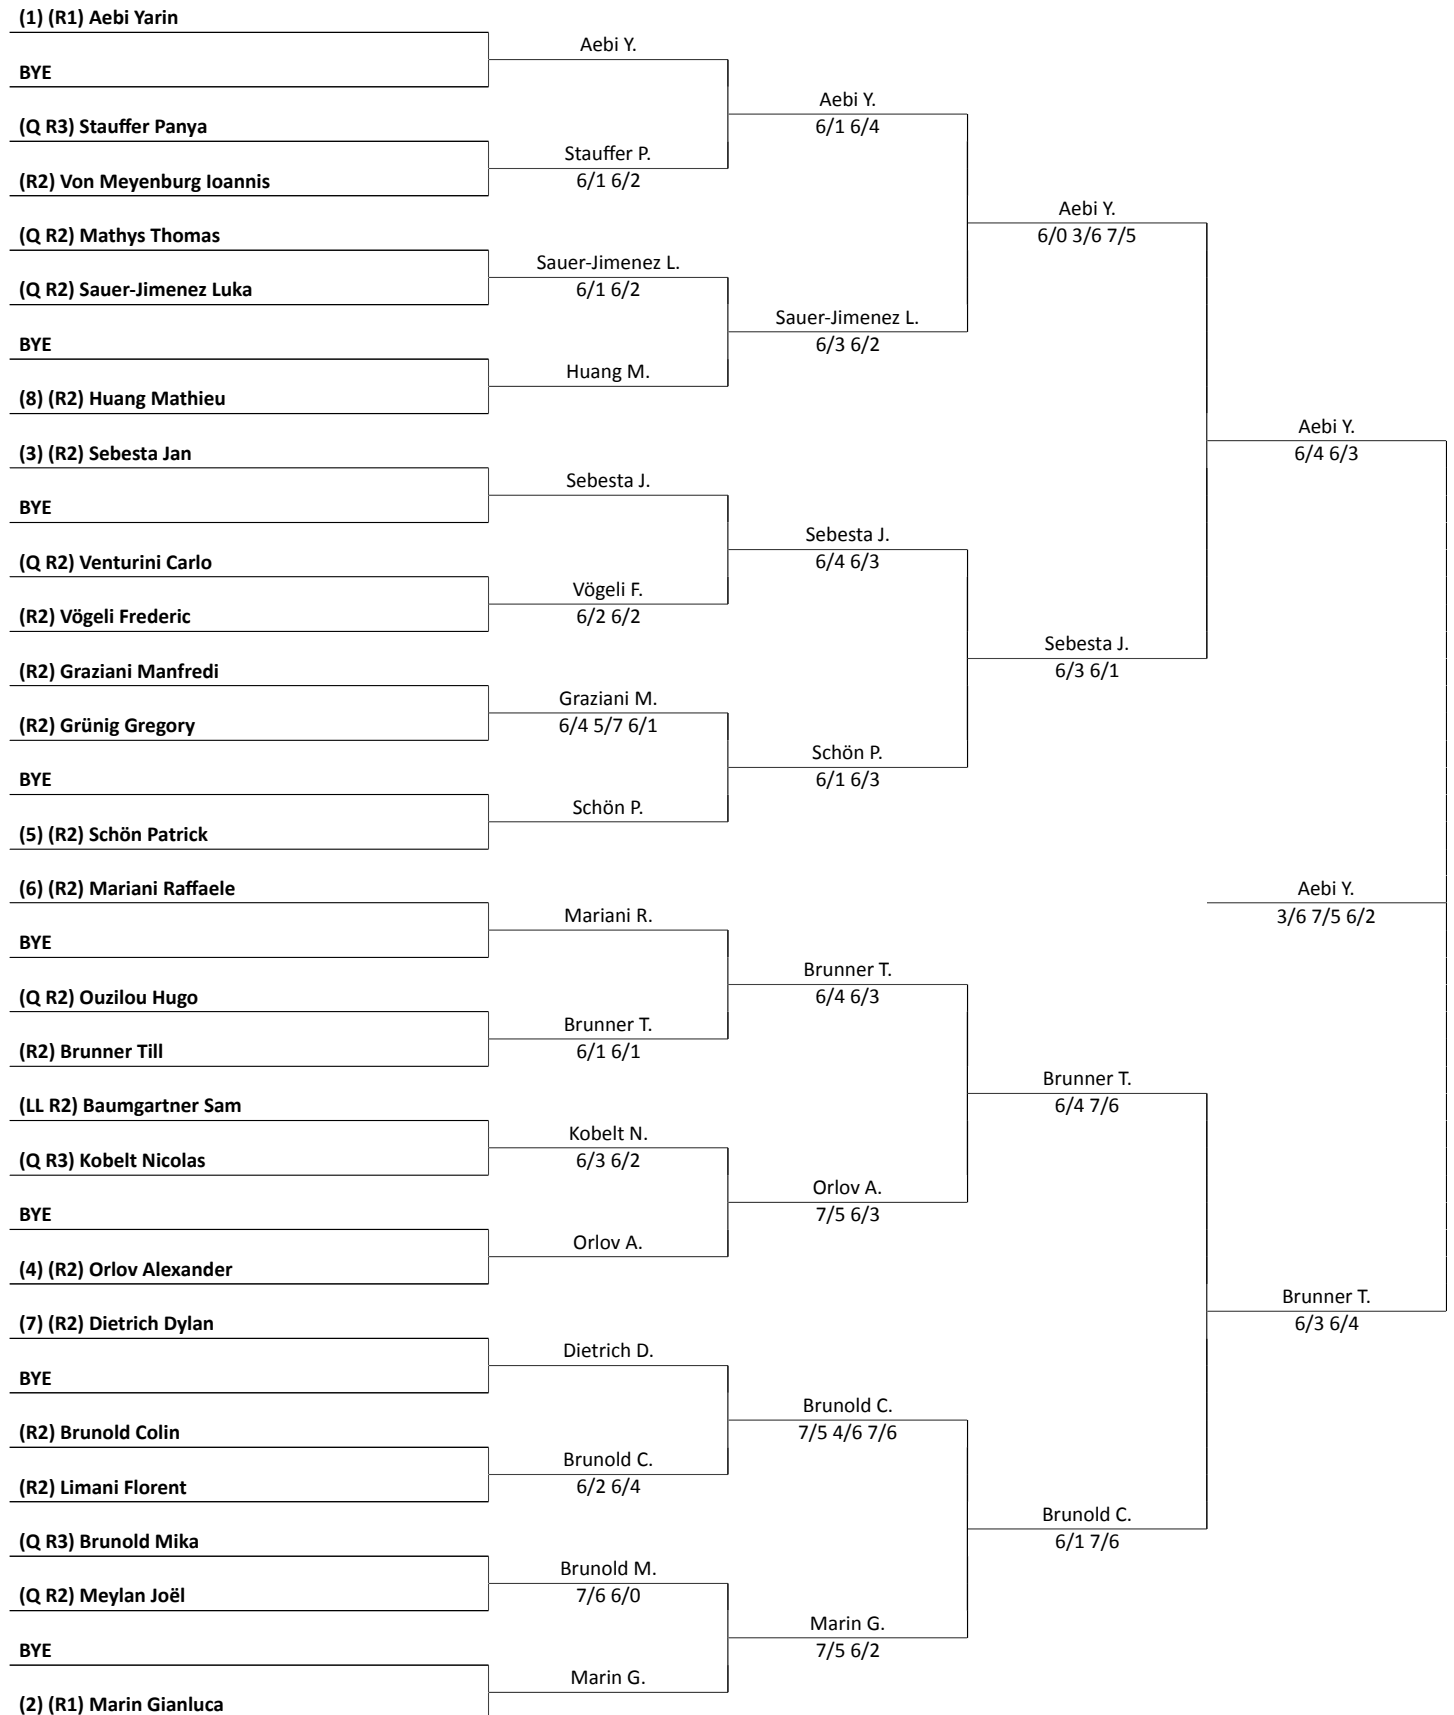 (1) (R1) Aebi Yarin
BYE
(Q R3) Stauffer Panya
(R2) Von Meyenburg Ioannis
(Q R2) Mathys Thomas
(Q R2) Sauer-Jimenez Luka
BYE
(8) (R2) Huang Mathieu
(3) (R2) Sebesta Jan
BYE
(Q R2) Venturini Carlo
(R2) Vögeli Frederic
(R2) Graziani Manfredi
(R2) Grünig Gregory
BYE
(5) (R2) Schön Patrick
(6) (R2) Mariani Raffaele
BYE
(Q R2) Ouzilou Hugo
(R2) Brunner Till
(LL R2) Baumgartner Sam
(Q R3) Kobelt Nicolas
BYE
(4) (R2) Orlov Alexander
(7) (R2) Dietrich Dylan
BYE
(R2) Brunold Colin
(R2) Limani Florent
(Q R3) Brunold Mika
(Q R2) Meylan Joël
BYE
(2) (R1) Marin Gianluca
Aebi Y.
Stauffer P.
6/1 6/2
Sauer-Jimenez L.
6/1 6/2
Huang M.
Sebesta J.
Vögeli F.
6/2 6/2
Graziani M.
6/4 5/7 6/1
Schön P.
Mariani R.
Brunner T.
6/1 6/1
Kobelt N.
6/3 6/2
Orlov A.
Dietrich D.
Brunold C.
6/2 6/4
Brunold M.
7/6 6/0
Marin G.
Aebi Y.
6/1 6/4
Sauer-Jimenez L.
6/3 6/2
Sebesta J.
6/4 6/3
Schön P.
6/1 6/3
Brunner T.
6/4 6/3
Orlov A.
7/5 6/3
Brunold C.
7/5 4/6 7/6
Marin G.
7/5 6/2
Aebi Y.
6/0 3/6 7/5
Sebesta J.
6/3 6/1
Brunner T.
6/4 7/6
Brunold C.
6/1 7/6
Aebi Y.
6/4 6/3
Aebi Y.
3/6 7/5 6/2
Brunner T.
6/3 6/4